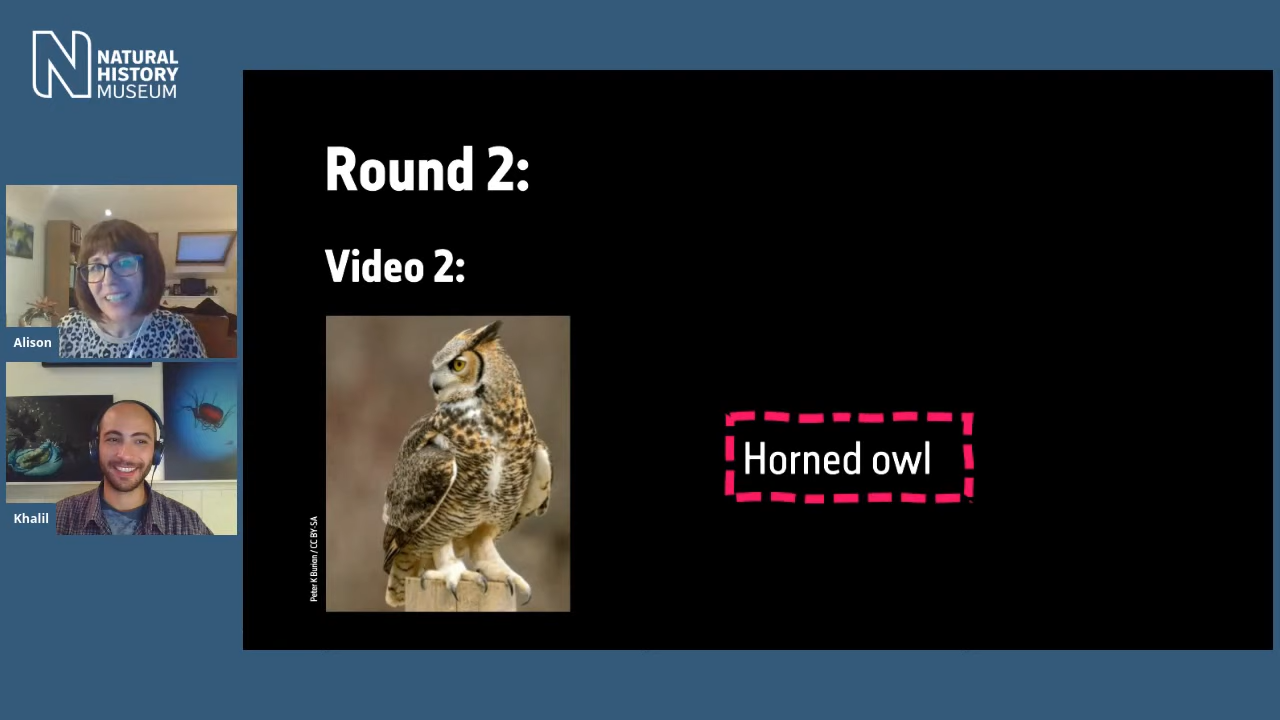 NATURAL
HISTORY
MUSEUM
Alison
Khalil
Round 2:
Video 2:
Peter K Burian / CC BY-SA
Horned owl